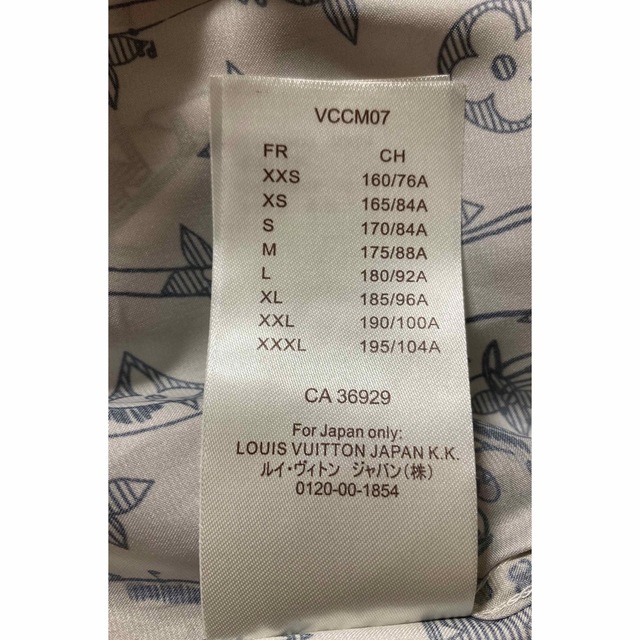 VCCM07
FR CH
XXS 160/76A
XS 165/84A
S 170/84A
M 175/88A
L 180/92A
XL 185/96A
XXL 190/100A
XXXL 195/104A
CA 36929
For Japan only:
LOUIS VUITTON JAPAN K.K.
ルイ・ヴィトン ジャパン(株)
0120-00-1854